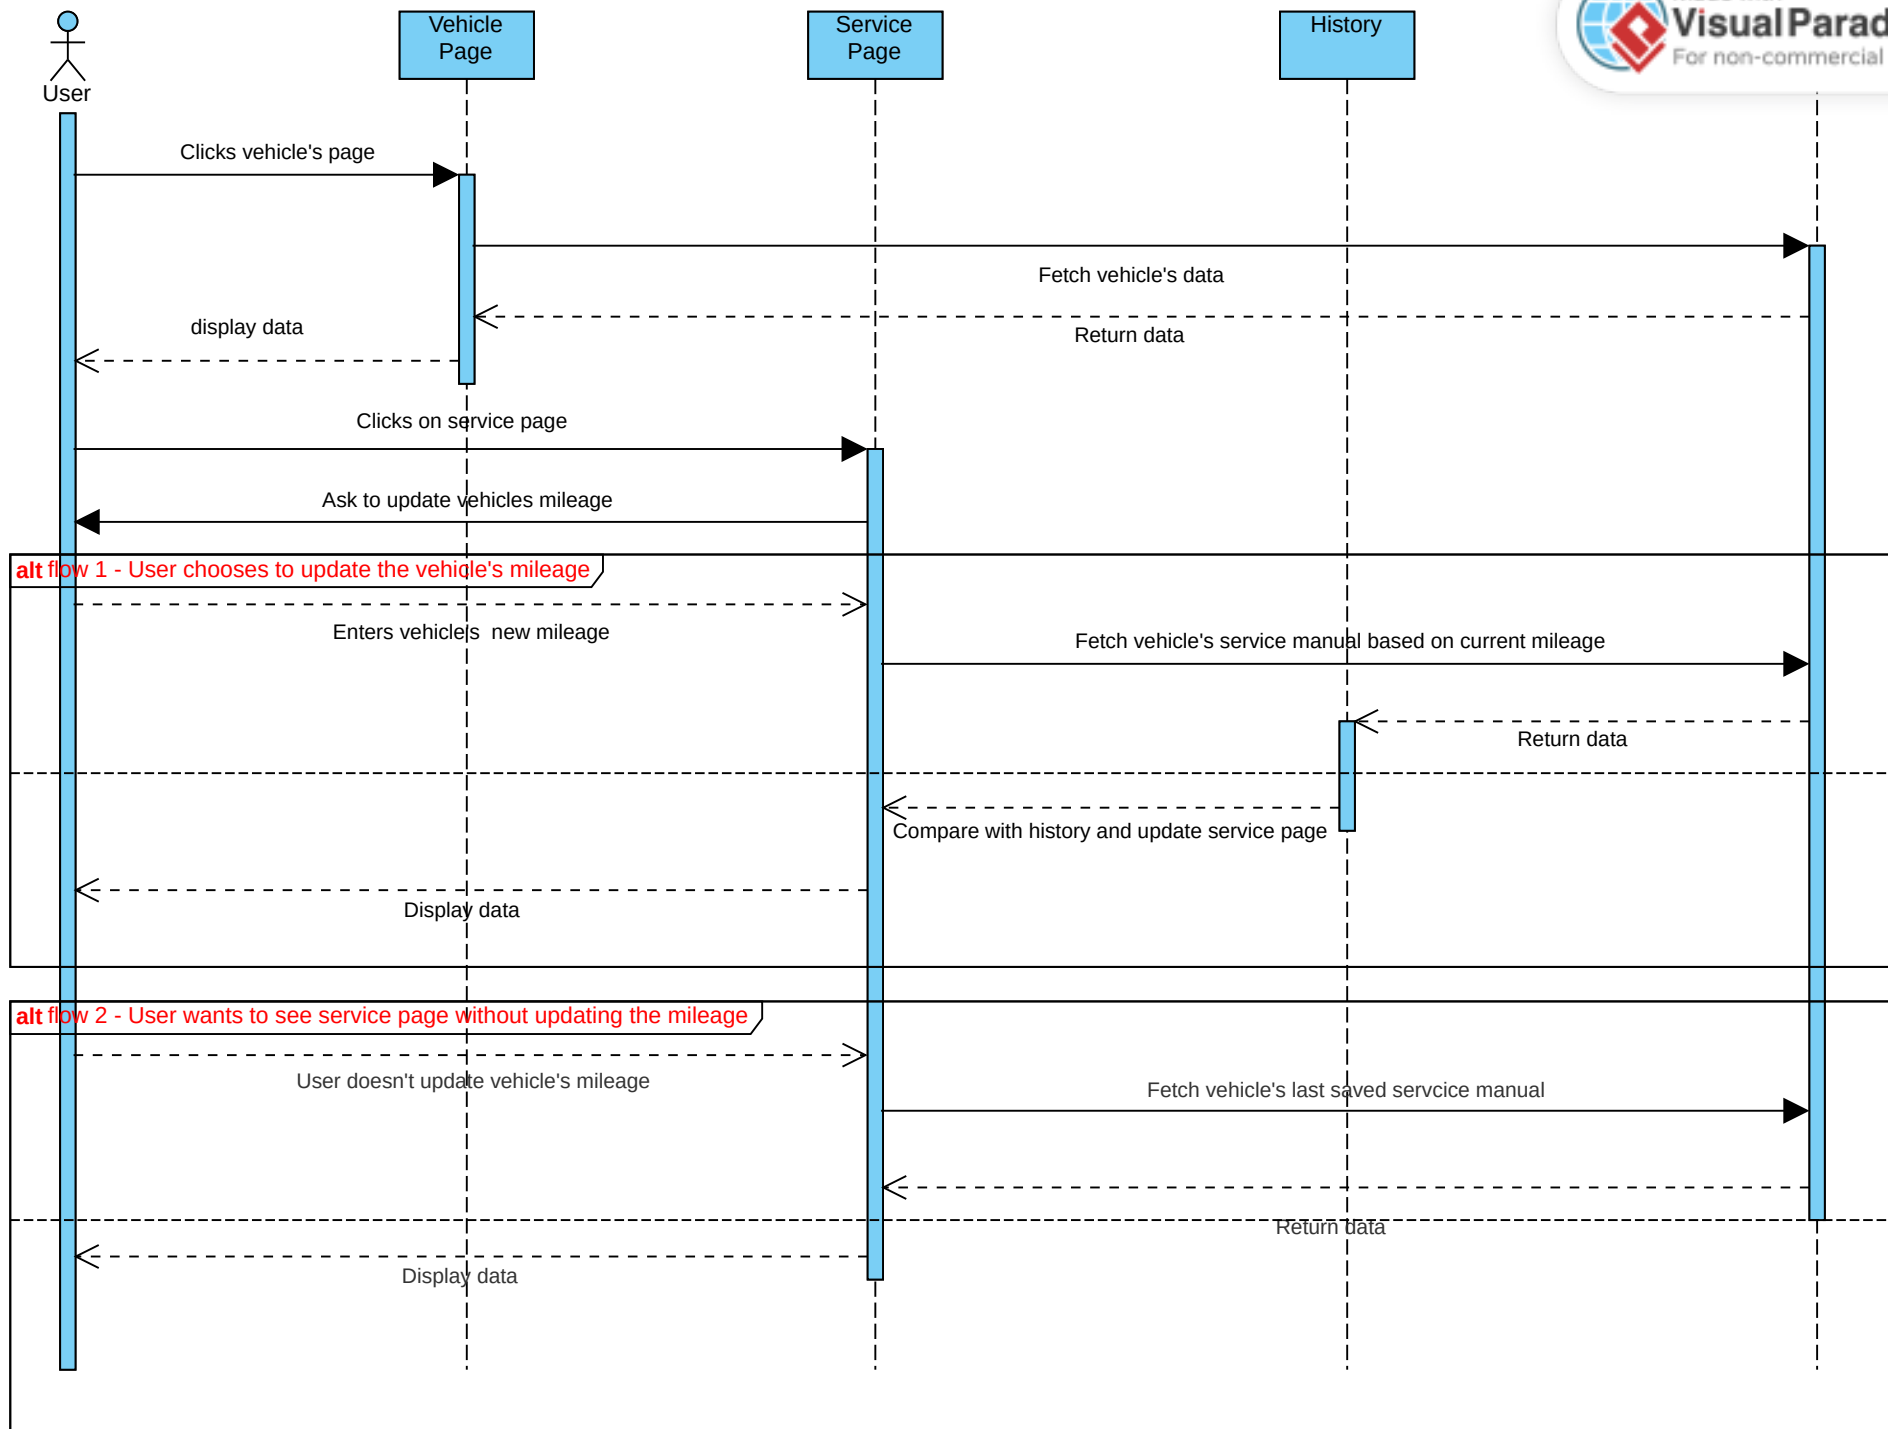 Vehicle
Page
Service
Page
History
VisualParad
For non-commercial
User
Clicks vehicle's page
Fetch vehicle's data
display data
Return data
Clicks on service page
Ask to update vehicles mileage
alt flow 1 - User chooses to update the vehicle's mileage
Enters vehicle's  new mileage
Fetch vehicle's service manual based on current mileage
Return data
Compare with history and update service page
Display data
alt flow 2 - User wants to see service page without updating the mileage
User doesn't update vehicle's mileage
Fetch vehicle's last saved servcice manual
Return data
Display data